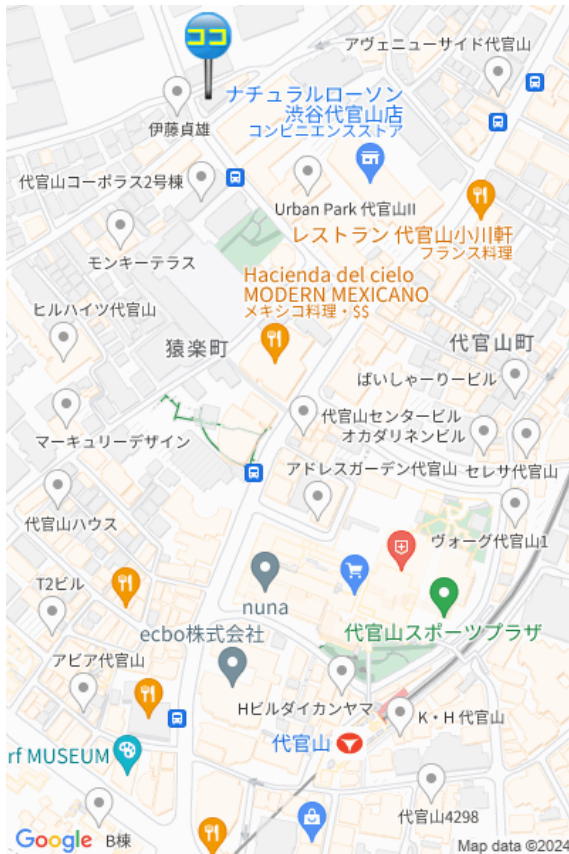 ココ
アヴェニューサイド代官山
ナチュラルローソン
渋谷代官山店
コンビニエンスストア
伊藤貞雄
代官山コーポラス2号棟
Urban Park 代官山II
レストラン 代官山小川軒
フランス料理
モンキーテラス
Hacienda del cielo
MODERN MEXICANO
メキシコ料理・$$
ヒルハイツ代官山
猿楽町
代官山町
ばいしゃーりービル
マーキュリーデザイン
代官山センタービル
オカダリネンビル
アドレスガーデン代官山
セレサ代官山
代官山ハウス
ヴォーグ代官山1
T2ビル
nuna
ecbo株式会社
代官山スポーツプラザ
アビア代官山
Hビルダイカンヤマ
K・H 代官山
rf MUSEUM
代官山
代官山4298
Google
B棟
Map data ©2024